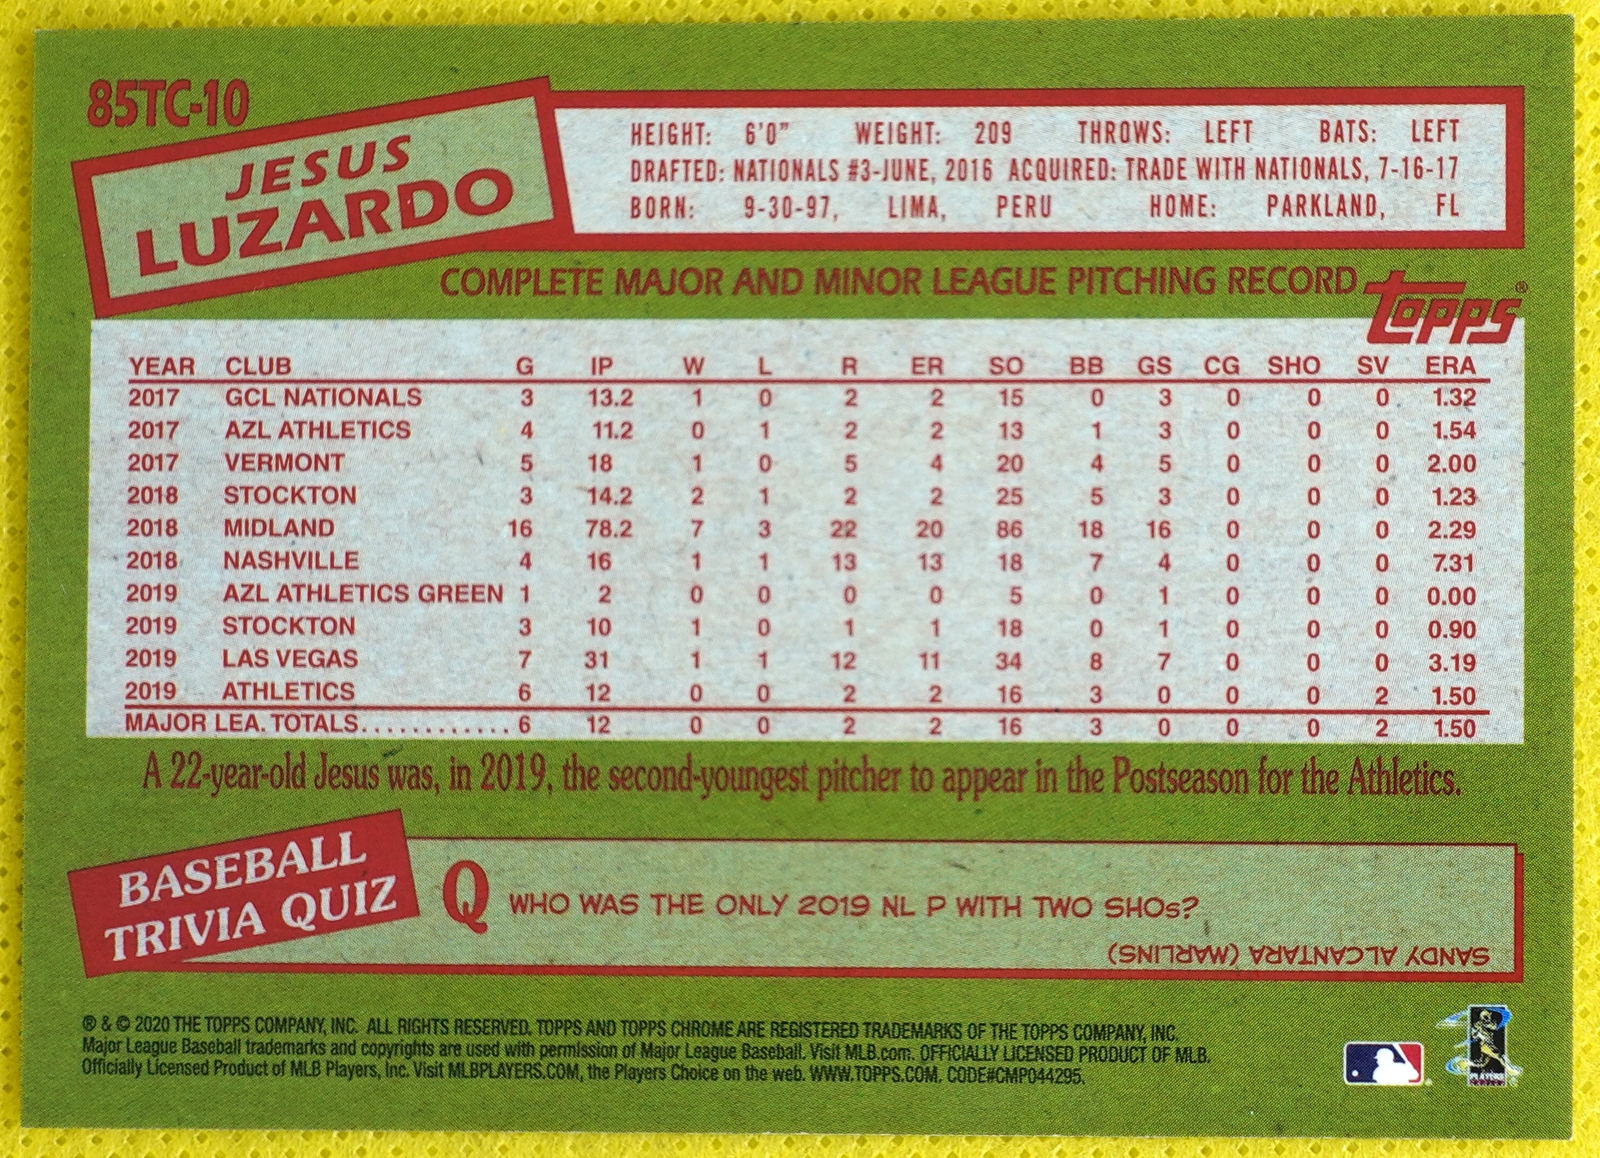 85TC-10
JESUS
LUZARDO
HEIGHT: 6'0" WEIGHT: 209 THROWS: LEFT BATS: LEFT
DRAFTED: NATIONALS #3-JUNE, 2016 ACQUIRED: TRADE WITH NATIONALS, 7-16-17
BORN: 9-30-97, LIMA, PERU HOME: PARKLAND, FL
COMPLETE MAJOR AND MINOR LEAGUE PITCHING RECORD
topps®
YEAR CLUB G IP W L R ER SO BB GS CG SHO SV ERA
2017 GCL NATIONALS 3 13.2 1 0 2 2 15 0 3 0 0 0 1.32
2017 AZL ATHLETICS 4 11.2 0 1 2 2 13 1 3 0 0 0 1.54
2017 VERMONT 5 18 1 0 5 4 20 4 5 0 0 0 2.00
2018 STOCKTON 3 14.2 2 1 2 2 25 5 3 0 0 0 1.23
2018 MIDLAND 16 78.2 7 3 22 20 86 18 16 0 0 0 2.29
2018 NASHVILLE 4 16 1 1 13 13 18 7 4 0 0 0 7.31
2019 AZL ATHLETICS GREEN 1 2 0 0 0 0 5 0 1 0 0 0 0.00
2019 STOCKTON 3 10 1 0 1 1 18 0 1 0 0 0 0.90
2019 LAS VEGAS 7 31 1 1 12 11 34 8 7 0 0 0 3.19
2019 ATHLETICS 6 12 0 0 2 2 16 3 0 0 0 2 1.50
MAJOR LEA. TOTALS............ 6 12 0 0 2 2 16 3 0 0 0 2 1.50
A 22-year-old Jesus was, in 2019, the second-youngest pitcher to appear in the Postseason for the Athletics.
BASEBALL
TRIVIA QUIZ
Q WHO WAS THE ONLY 2019 NL P WITH TWO SHOs?
SANDY ALCANTARA (MARLINS)
® & © 2020 THE TOPPS COMPANY, INC. ALL RIGHTS RESERVED. TOPPS AND TOPPS CHROME ARE REGISTERED TRADEMARKS OF THE TOPPS COMPANY, INC.
Major League Baseball trademarks and copyrights are used with permission of Major League Baseball. Visit MLB.com. OFFICIALLY LICENSED PRODUCT OF MLB.
Officially Licensed Product of MLB Players, Inc. Visit MLBPLAYERS.COM, the Players Choice on the web. WWW.TOPPS.COM. CODE#CMP044295.
PLAYERS